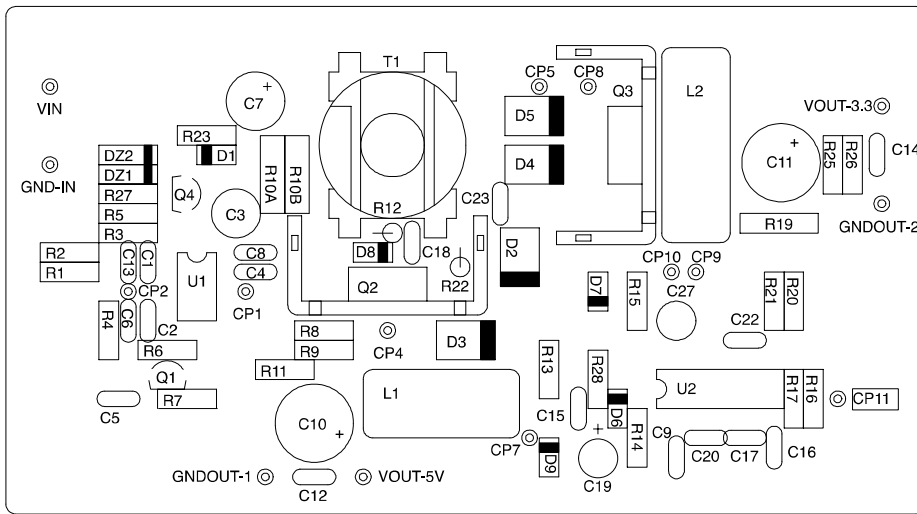 T1
CP5
CP8
Q3
L2
VIN
C7
VOUT-3.3
D5
R23
D1
DZ2
DZ1
D4
C11
R25
R26
C14
GND-IN
R27
Q4
R10A
R10B
C23
R5
C3
R12
GNDOUT-2
R3
R19
R2
R1
C13
C1
C8
C4
D8
C18
D2
U1
CP10
CP9
CP2
CP1
Q2
R22
D7
R15
C27
R21
R20
R4
C6
C2
R8
R9
CP4
D3
C22
R6
R11
R13
Q1
R28
U2
R17
R16
CP11
R7
L1
C5
C10
C15
D6
R14
C9
CP7
D9
C20
C17
C16
C19
GNDOUT-1
VOUT-5V
C12